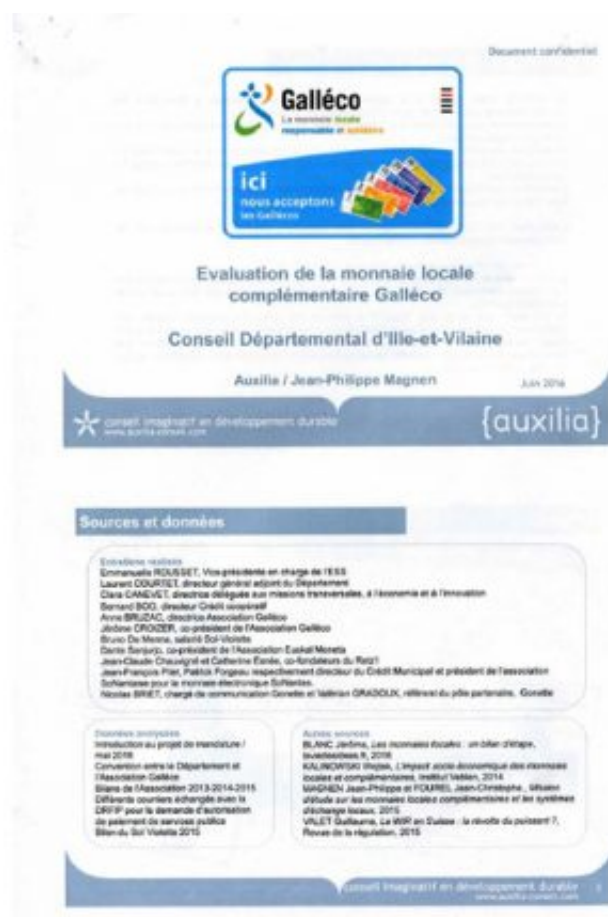 Document confidentiel
Galléco
La monnaie locale
responsable et solidaire
ici
nous acceptons
les Gallécos
Evaluation de la monnaie locale
complémentaire Galléco
Conseil Départemental d'Ille-et-Vilaine
Auxilia / Jean-Philippe Magnen
Juin 2016
conseil imaginatif en développement durable
www.auxilia-conseil.com
{auxilia}
Sources et données
Entretiens réalisés
Emmanuelle ROUSSET, Vice-présidente en charge de l'ESS
Laurent COURTET, directeur général adjoint du Département
Clara CANEVET, directrice déléguée aux missions transversales, à l'économie et à l'innovation
Bernard BOO, directeur Crédit coopératif
Anne BRUZAC, directrice Association Galléco
Jérôme CROIZER, co-président de l'Association Galléco
Bruno De Menna, salarié Sol-Violette
Dante Sanjurjo, co-président de l'Association Euskal Moneta
Jean-Claude Chauvigné et Catherine Esnée, co-fondateurs du Retz'l
Jean-François Pilet, Patrick Forgeau respectivement directeur du Crédit Municipal et président de l'association
SoNantaise pour la monnaie électronique SoNantes.
Nicolas BRIET, chargé de communication Gonette et Valérian GRADOUX, référent du pôle partenaire, Gonette
Données analysées
Introduction au projet de mandature /
mai 2016
Convention entre le Département et
l'Association Galléco
Bilans de l'Association 2013-2014-2015
Différents courriers échangés avec la
DRFIP pour la demande d'autorisation
de paiement de services publics
Bilan du Sol Violette 2015
Autres sources
BLANC Jérôme, Les monnaies locales : un bilan d'étape,
laviedesidees.fr, 2016
KALINOWSKI Wojtek, L'impact socio-économique des monnaies
locales et complémentaires, Institut Veblen, 2014
MAGNEN Jean-Philippe et FOUREL Jean-Christophe, Mission
d'étude sur les monnaies locales complémentaires et les systèmes
d'échange locaux, 2015
VALET Guillaume, Le WIR en Suisse : la révolte du puissant ?,
Revue de la régulation, 2015
conseil imaginatif en développement durable
www.auxilia-conseil.com